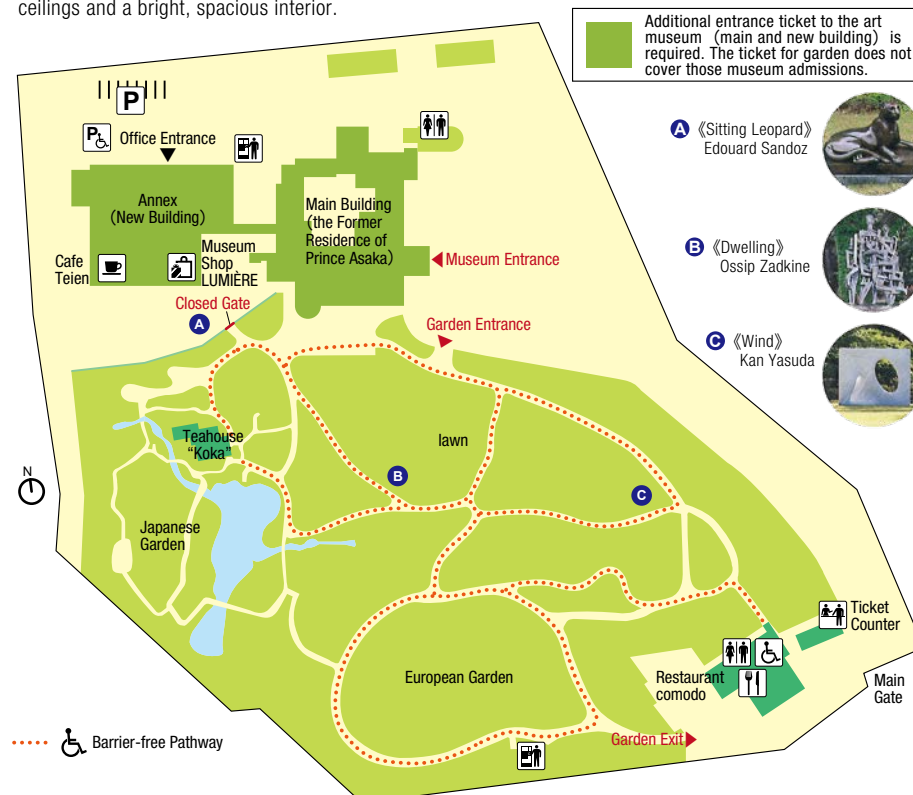 ceilings and a bright, spacious interior.
Additional entrance ticket to the art
museum （main and new building）is
required. The ticket for garden does not
cover those museum admissions.
P
P
Office Entrance
Annex
（New Building）
Main Building
（the Former
Residence of
Prince Asaka）
Cafe
Teien
Museum
Shop
LUMIÈRE
Museum Entrance
Closed Gate
A
Garden Entrance
A 《Sitting Leopard》
Edouard Sandoz
B 《Dwelling》
Ossip Zadkine
C 《Wind》
Kan Yasuda
Teahouse
“Koka”
lawn
B
C
N
Japanese
Garden
European Garden
Restaurant
comodo
Ticket
Counter
Main
Gate
Garden Exit
Barrier-free Pathway